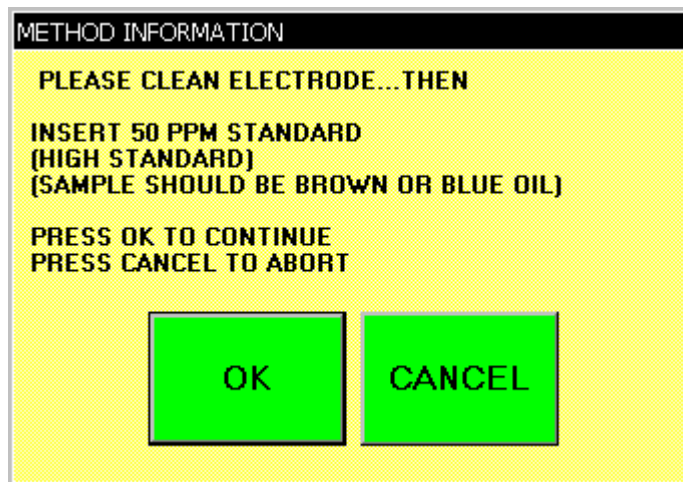 METHOD INFORMATION
PLEASE CLEAN ELECTRODE...THEN
INSERT 50 PPM STANDARD
(HIGH STANDARD)
(SAMPLE SHOULD BE BROWN OR BLUE OIL)
PRESS OK TO CONTINUE
PRESS CANCEL TO ABORT
OK CANCEL